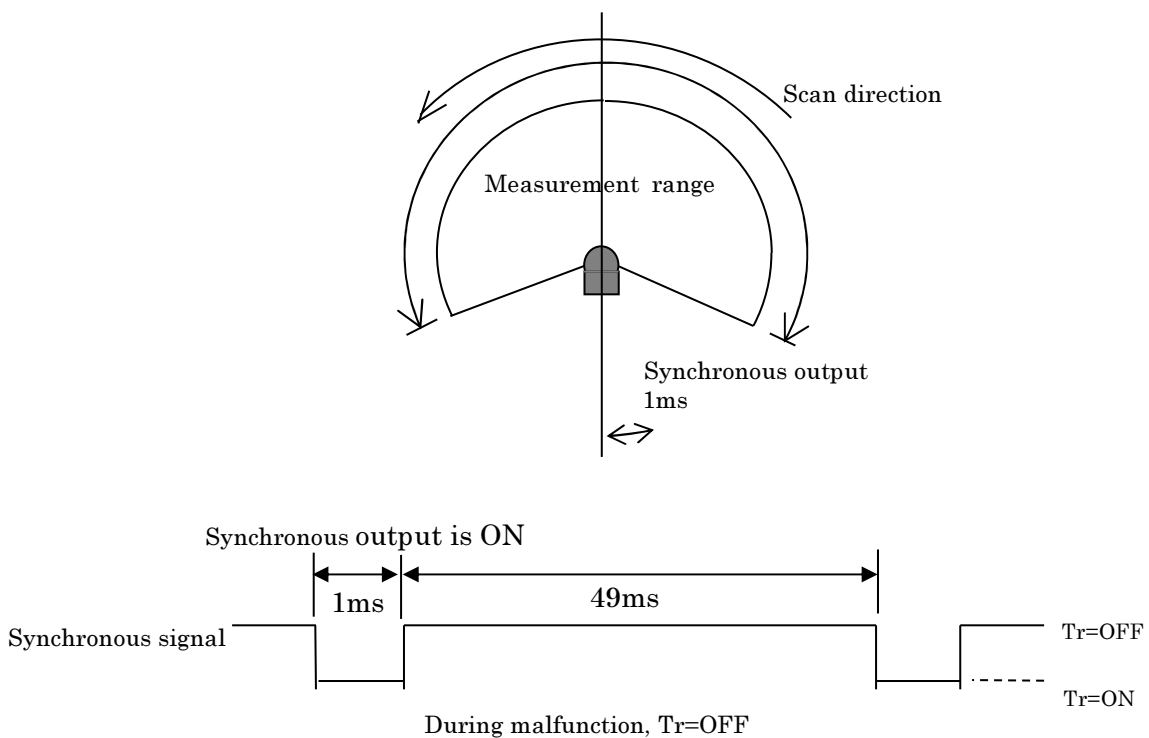 Scan direction
Measurement range
Synchronous output
1ms
Synchronous output is ON
1ms
49ms
Synchronous signal
Tr=OFF
Tr=ON
During malfunction, Tr=OFF